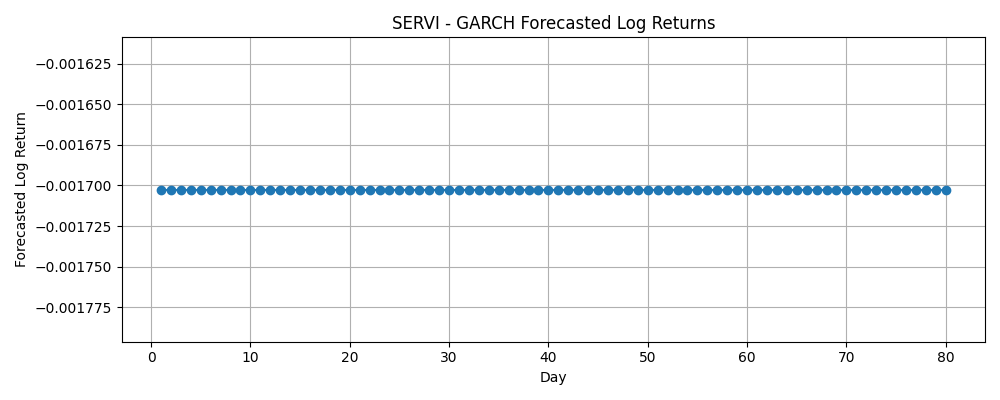 SERVI - GARCH Forecasted Log Returns
Forecasted Log Return
−0.001625
−0.001650
−0.001675
−0.001700
−0.001725
−0.001750
−0.001775
0 10 20 30 40 50 60 70 80
Day